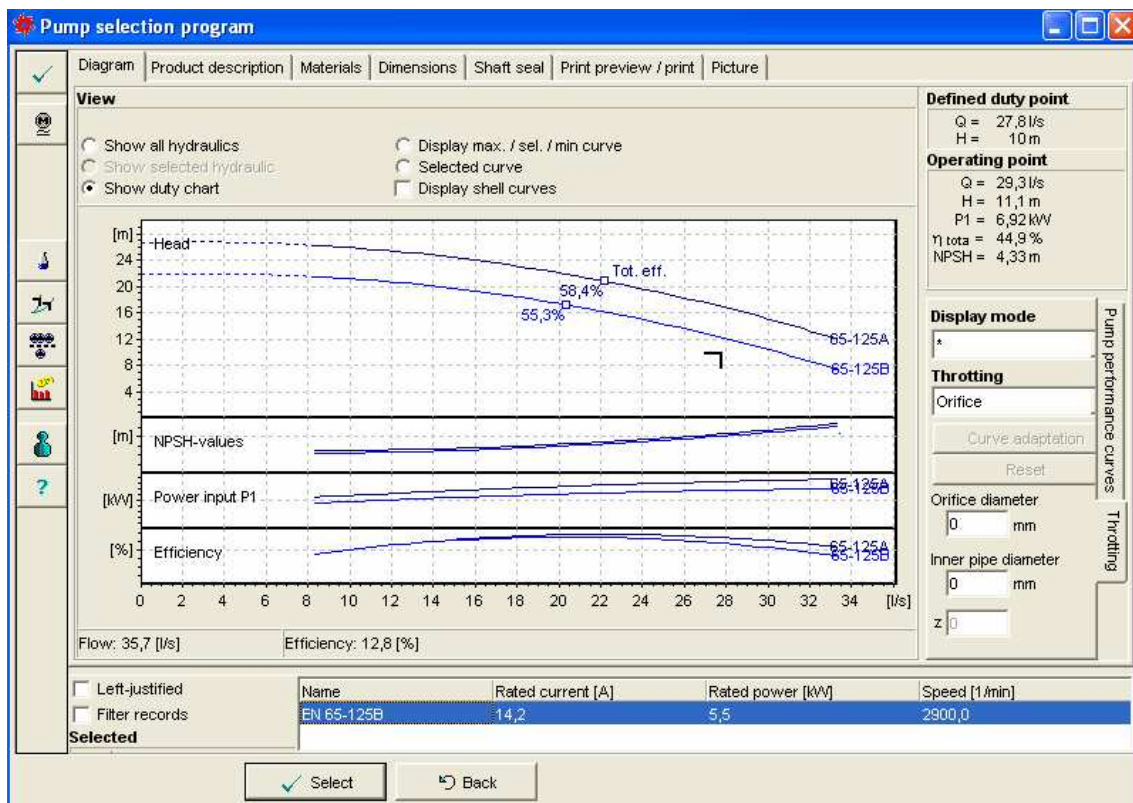 Pump selection program
Diagram Product description Materials Dimensions Shaft seal Print preview / print Picture
View
Show all hydraulics
Show selected hydraulic
Show duty chart
Display max. / sel. / min curve
Selected curve
Display shell curves
Defined duty point
Q = 27,8 l/s
H = 10 m
Operating point
Q = 29,3 l/s
H = 11,1 m
P1 = 6,92 kW
η tota = 44,9 %
NPSH = 4,33 m
[m]
Head
24
20
16
12
8
4
Tot. eff.
58,4%
55,3%
65-125A
65-125B
[m]
NPSH-values
[kW]
Power input P1
65-125A
65-125B
[%]
Efficiency
65-125A
65-125B
0 2 4 6 8 10 12 14 16 18 20 22 24 26 28 30 32 34 [l/s]
Flow: 35,7 [l/s] Efficiency: 12,8 [%]
Display mode
*
Throtting
Orifice
Curve adaptation
Reset
Orifice diameter
0 mm
Inner pipe diameter
0 mm
z 0
Pump performance curves
Throtting
Left-justified
Filter records
Selected
Name Rated current [A] Rated power [kW] Speed [1/min]
EN 65-125B 14,2 5,5 2900,0
Select
Back